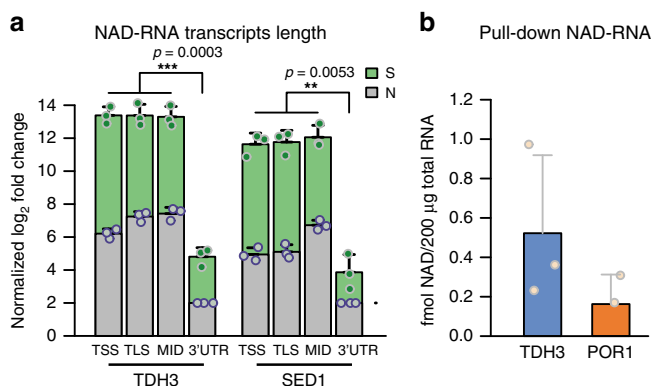 a
NAD-RNA transcripts length
p = 0.0003
***
p = 0.0053
**
S
N
Normalized log2 fold change
14
12
10
8
6
4
2
0
TSS TLS MID 3'UTR
TSS TLS MID 3'UTR
TDH3
SED1
b
Pull-down NAD-RNA
fmol NAD/200 µg total RNA
1.2
1.0
0.8
0.6
0.4
0.2
0.0
TDH3 POR1